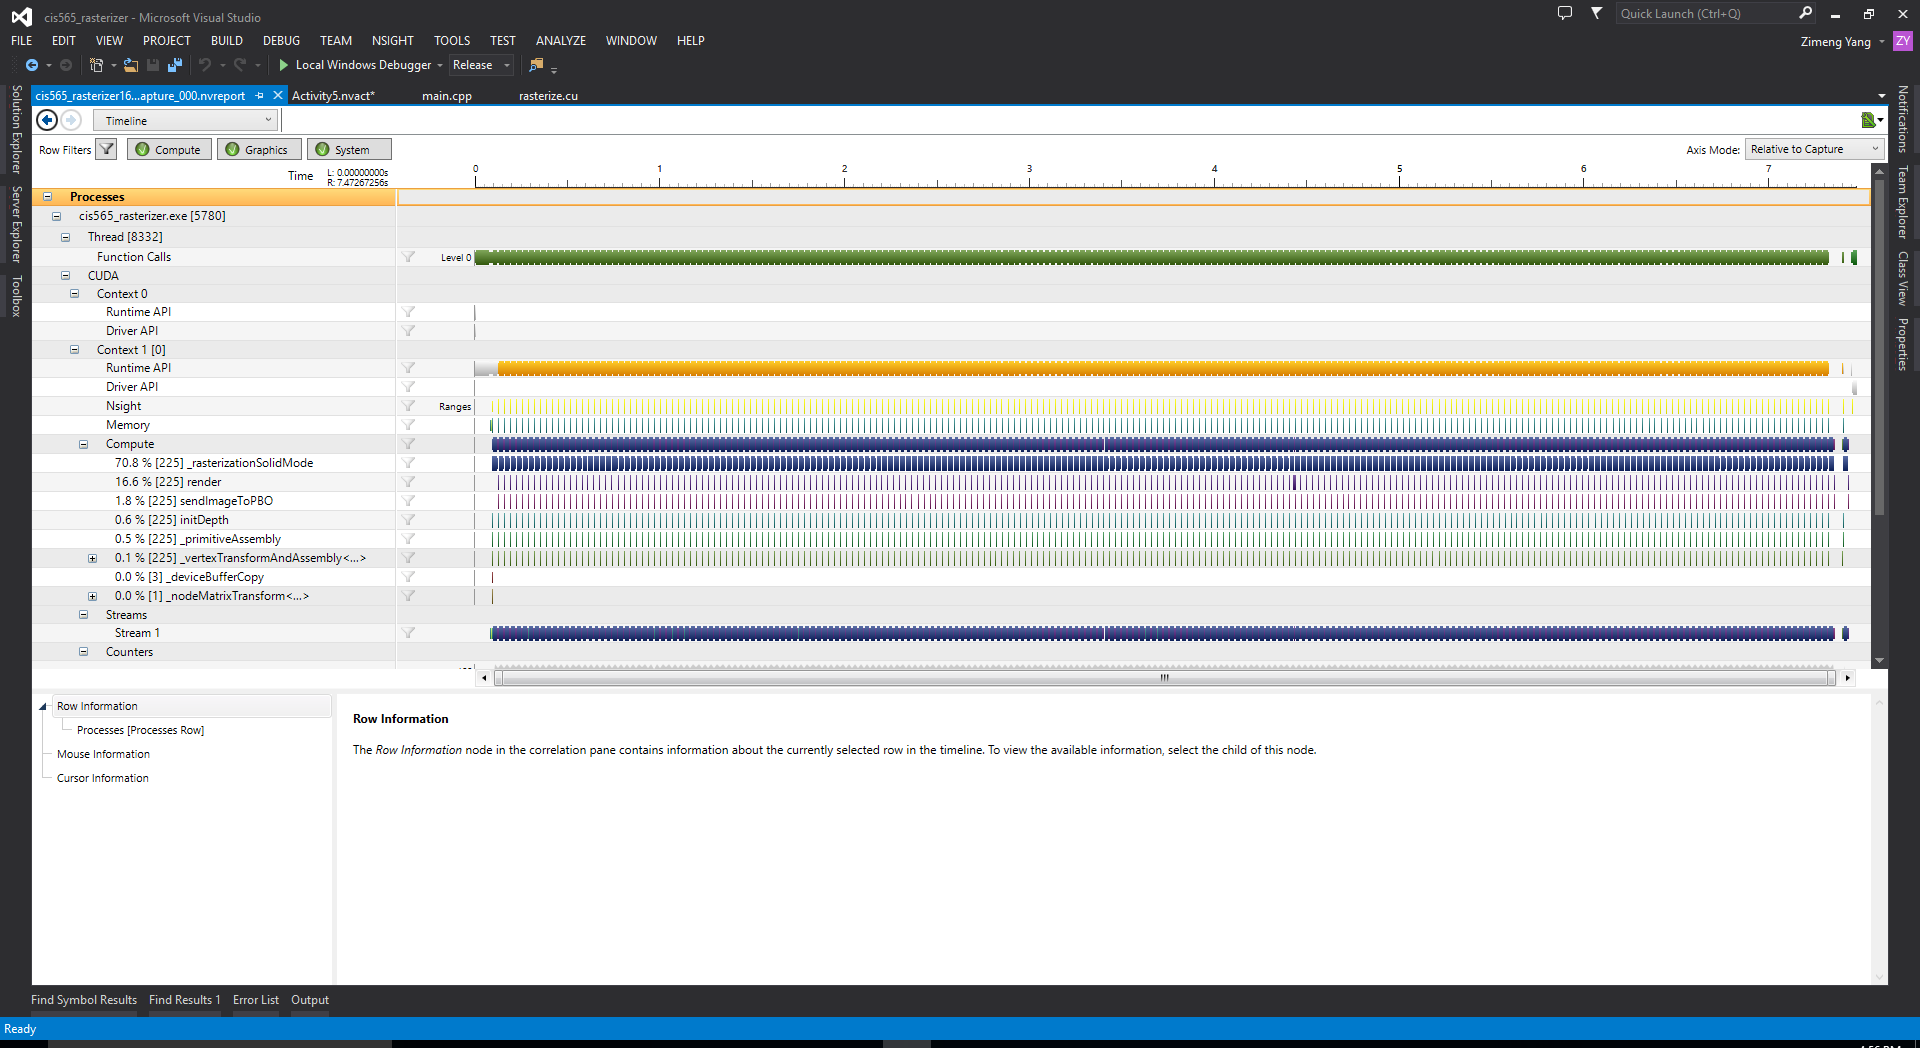 cis565_rasterizer - Microsoft Visual Studio
Quick Launch (Ctrl+Q)
FILE EDIT VIEW PROJECT BUILD DEBUG TEAM NSIGHT TOOLS TEST ANALYZE WINDOW HELP
Zimeng Yang ZY
Local Windows Debugger Release
Solution Explorer
Server Explorer
Toolbox
cis565_rasterizer16...apture_000.nvreport Activity5.nvact* main.cpp rasterize.cu
Timeline
Row Filters Compute Graphics System
Axis Mode: Relative to Capture
Time L: 0.00000000s
R: 7.47267256s
0 1 2 3 4 5 6 7
Processes
cis565_rasterizer.exe [5780]
Thread [8332]
Function Calls Level 0
CUDA
Context 0
Runtime API
Driver API
Context 1 [0]
Runtime API
Driver API
Nsight Ranges
Memory
Compute
70.8 % [225] _rasterizationSolidMode
16.6 % [225] render
1.8 % [225] sendImageToPBO
0.6 % [225] initDepth
0.5 % [225] _primitiveAssembly
0.1 % [225] _vertexTransformAndAssembly<...>
0.0 % [3] _deviceBufferCopy
0.0 % [1] _nodeMatrixTransform<...>
Streams
Stream 1
Counters
Notifications
Team Explorer
Class View
Properties
Row Information
Processes [Processes Row]
Mouse Information
Cursor Information
Row Information
The Row Information node in the correlation pane contains information about the currently selected row in the timeline. To view the available information, select the child of this node.
Find Symbol Results Find Results 1 Error List Output
Ready